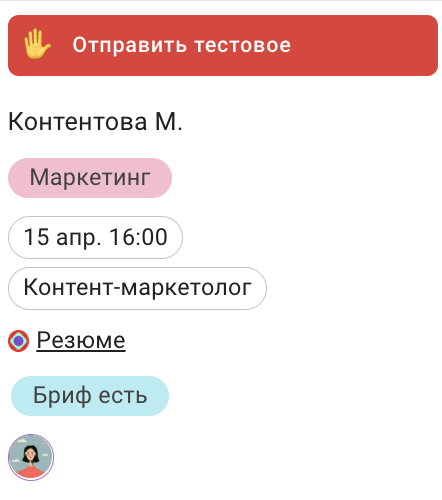 Отправить тестовое
Контентова М.
Маркетинг
15 апр. 16:00
Контент-маркетолог
Резюме
Бриф есть